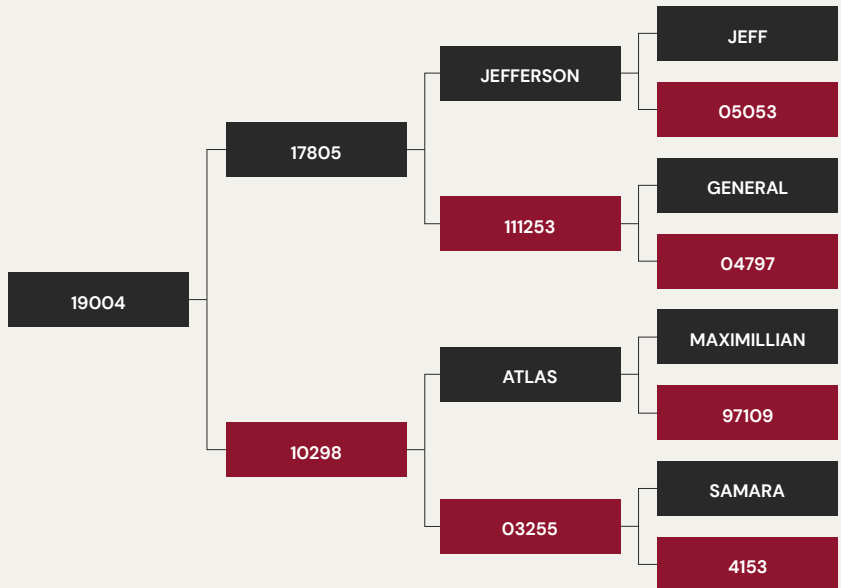 JEFF
JEFFERSON
05053
17805
GENERAL
111253
04797
19004
MAXIMILLIAN
ATLAS
97109
10298
SAMARA
03255
4153